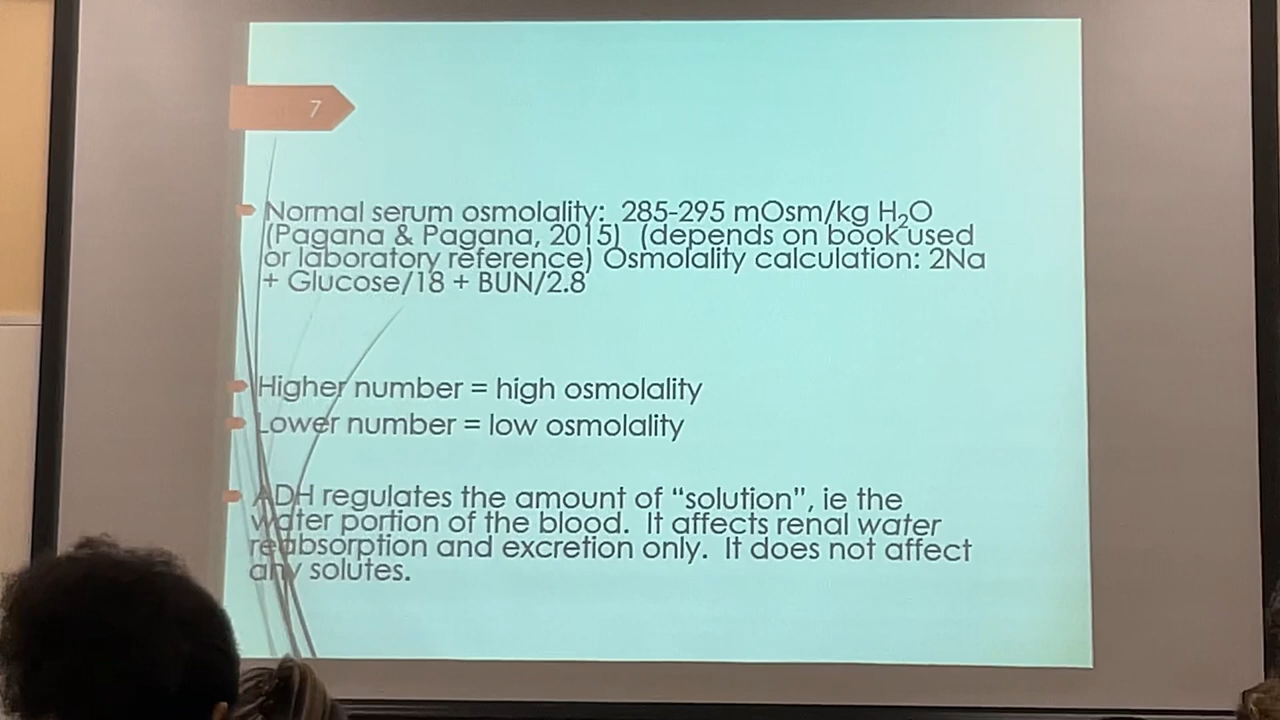 7
Normal serum osmolality: 285-295 mOsm/kg H₂O
(Pagana & Pagana, 2015) (depends on book used
or laboratory reference) Osmolality calculation: 2Na
+ Glucose/18 + BUN/2.8
Higher number = high osmolality
Lower number = low osmolality
ADH regulates the amount of “solution”, ie the
water portion of the blood. It affects renal water
reabsorption and excretion only. It does not affect
any solutes.